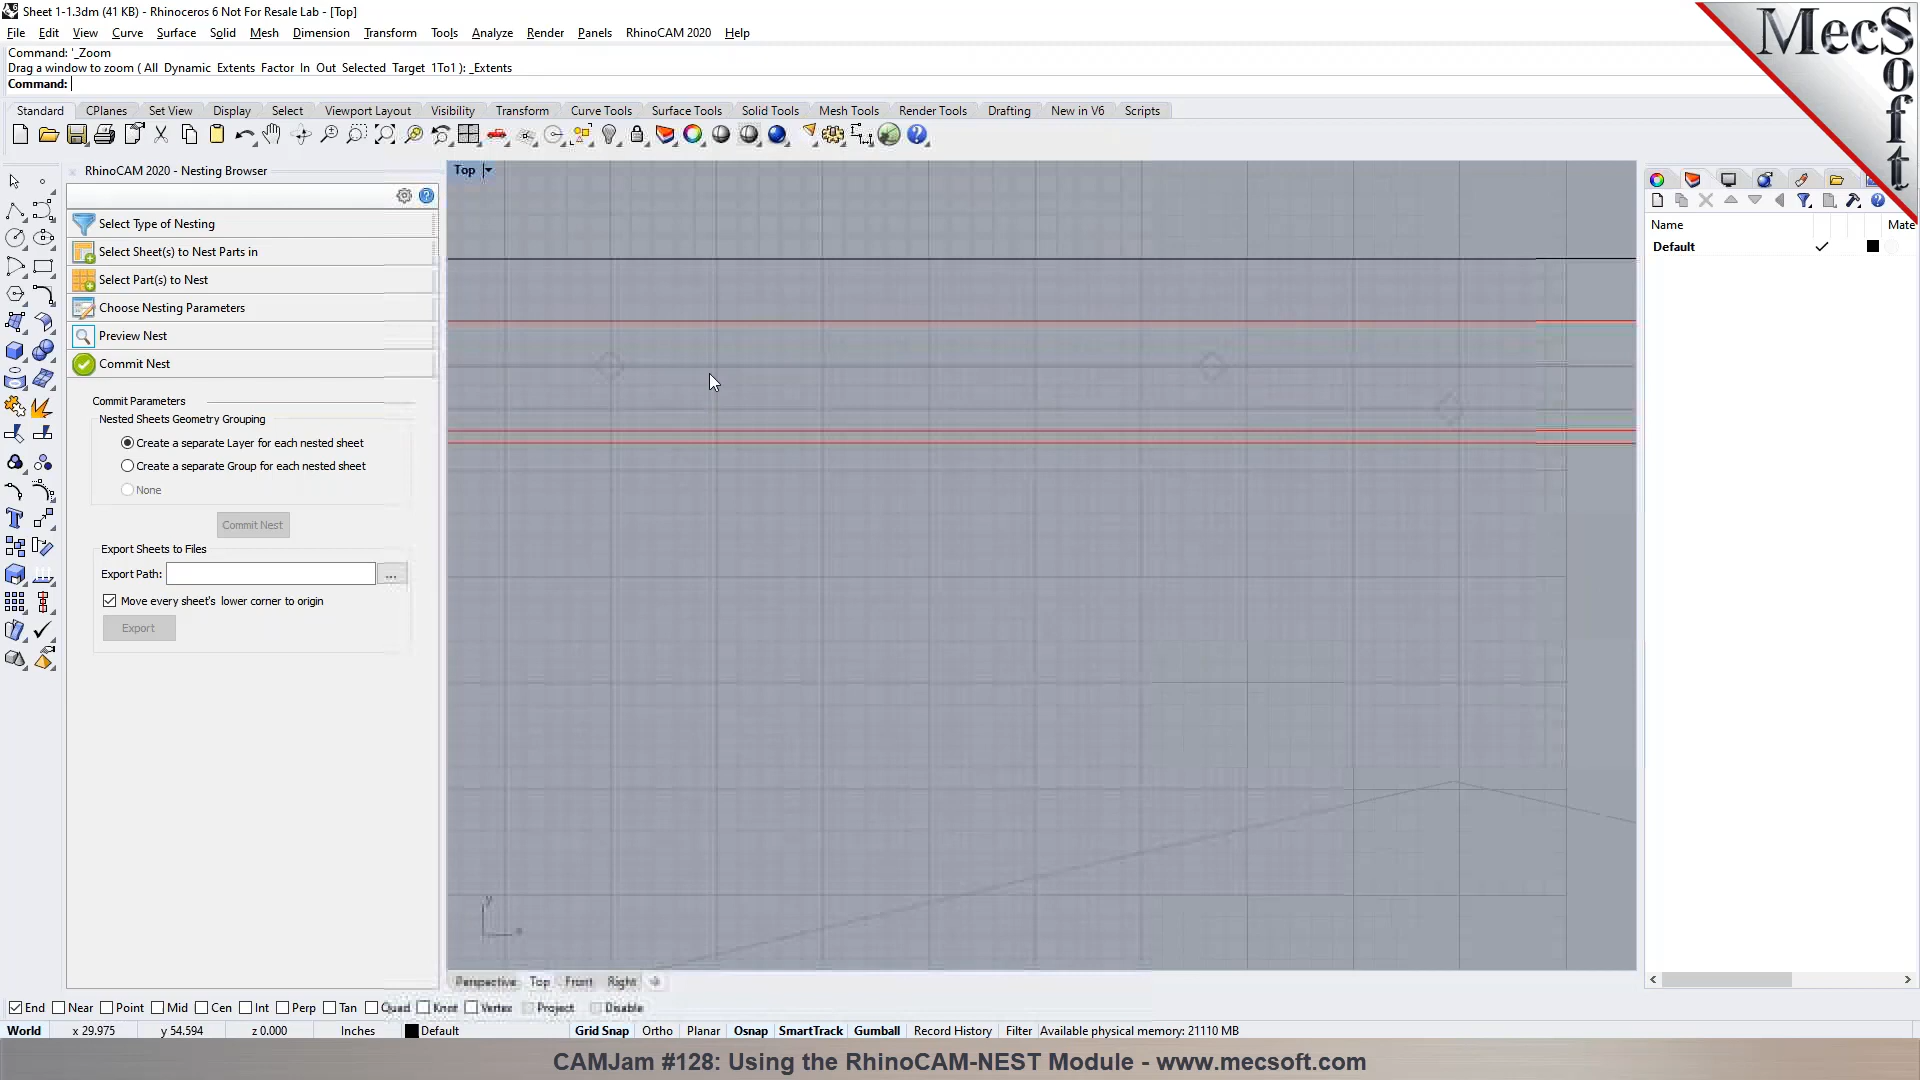 Sheet 1-1.3dm (41 KB) - Rhinoceros 6 Not For Resale Lab - [Top]
File Edit View Curve Surface Solid Mesh Dimension Transform Tools Analyze Render Panels RhinoCAM 2020 Help
Command: '_Zoom
Drag a window to zoom ( All Dynamic Extents Factor In Out Selected Target 1To1 ): _Extents
Command:
Standard CPlanes Set View Display Select Viewport Layout Visibility Transform Curve Tools Surface Tools Solid Tools Mesh Tools Render Tools Drafting New in V6 Scripts
RhinoCAM 2020 - Nesting Browser
Select Type of Nesting
Select Sheet(s) to Nest Parts in
Select Part(s) to Nest
Choose Nesting Parameters
Preview Nest
Commit Nest
Commit Parameters
Nested Sheets Geometry Grouping
Create a separate Layer for each nested sheet
Create a separate Group for each nested sheet
None
Commit Nest
Export Sheets to Files
Export Path:
...
Move every sheet's lower corner to origin
Export
Top
y
x
Perspective Top Front Right
MecSoft
Name Mate
Default
End Near Point Mid Cen Int Perp Tan Quad Knot Vertex Project Disable
World x 29.975 y 54.594 z 0.000 Inches Default Grid Snap Ortho Planar Osnap SmartTrack Gumball Record History Filter Available physical memory: 21110 MB
CAMJam #128: Using the RhinoCAM-NEST Module - www.mecsoft.com